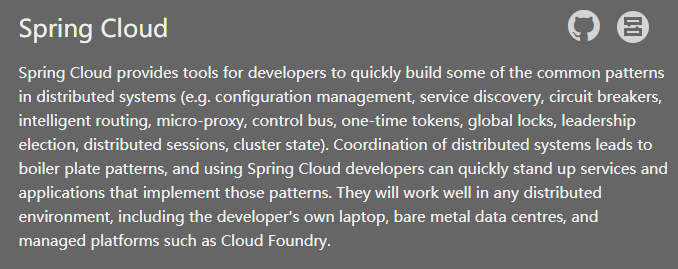 Spring Cloud
Spring Cloud provides tools for developers to quickly build some of the common patterns
in distributed systems (e.g. configuration management, service discovery, circuit breakers,
intelligent routing, micro-proxy, control bus, one-time tokens, global locks, leadership
election, distributed sessions, cluster state). Coordination of distributed systems leads to
boiler plate patterns, and using Spring Cloud developers can quickly stand up services and
applications that implement those patterns. They will work well in any distributed
environment, including the developer's own laptop, bare metal data centres, and
managed platforms such as Cloud Foundry.